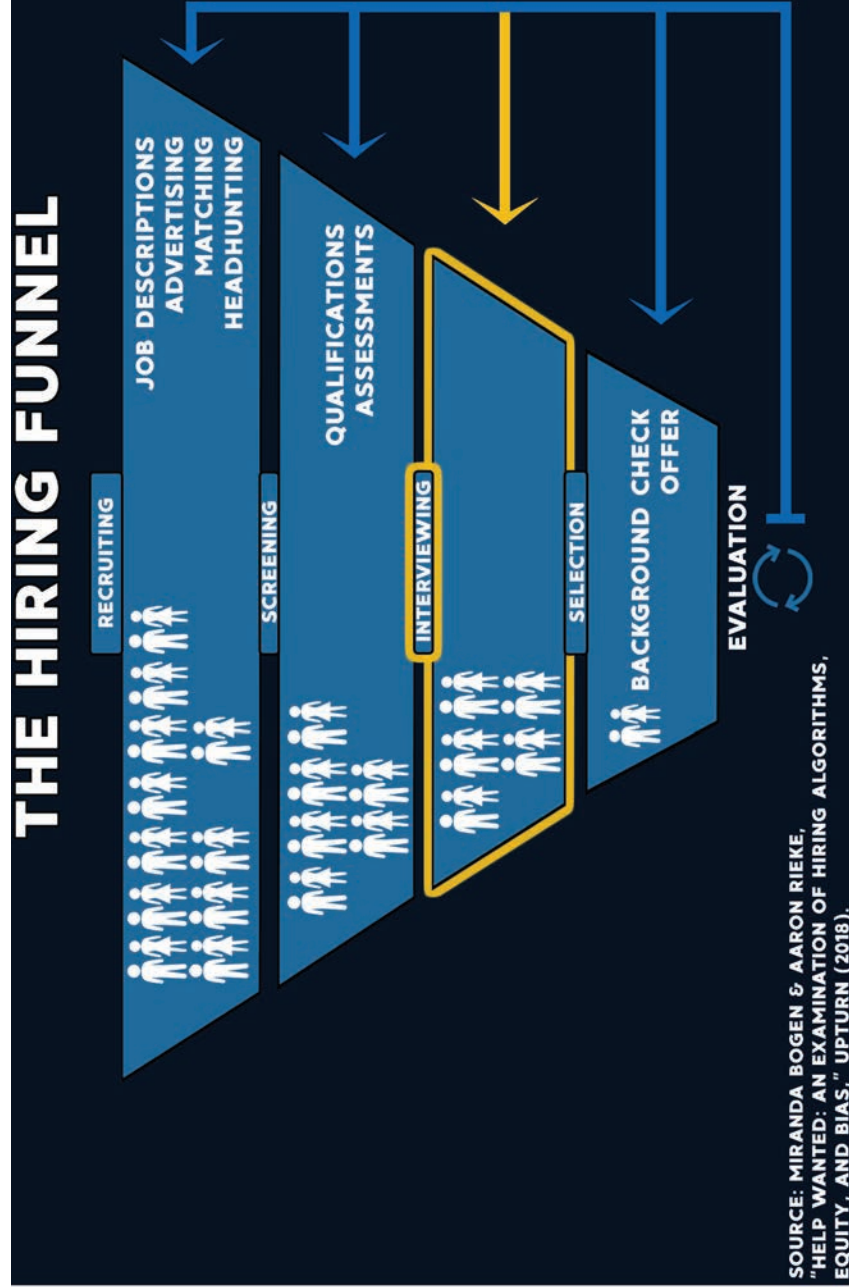 THE HIRING FUNNEL
RECRUITING
JOB DESCRIPTIONS
ADVERTISING
MATCHING
HEADHUNTING
SCREENING
QUALIFICATIONS
ASSESSMENTS
INTERVIEWING
SELECTION
BACKGROUND CHECK
OFFER
EVALUATION
SOURCE: MIRANDA BOGEN & AARON RIEKE,
"HELP WANTED: AN EXAMINATION OF HIRING ALGORITHMS,
EQUITY, AND BIAS," UPTURN (2018).